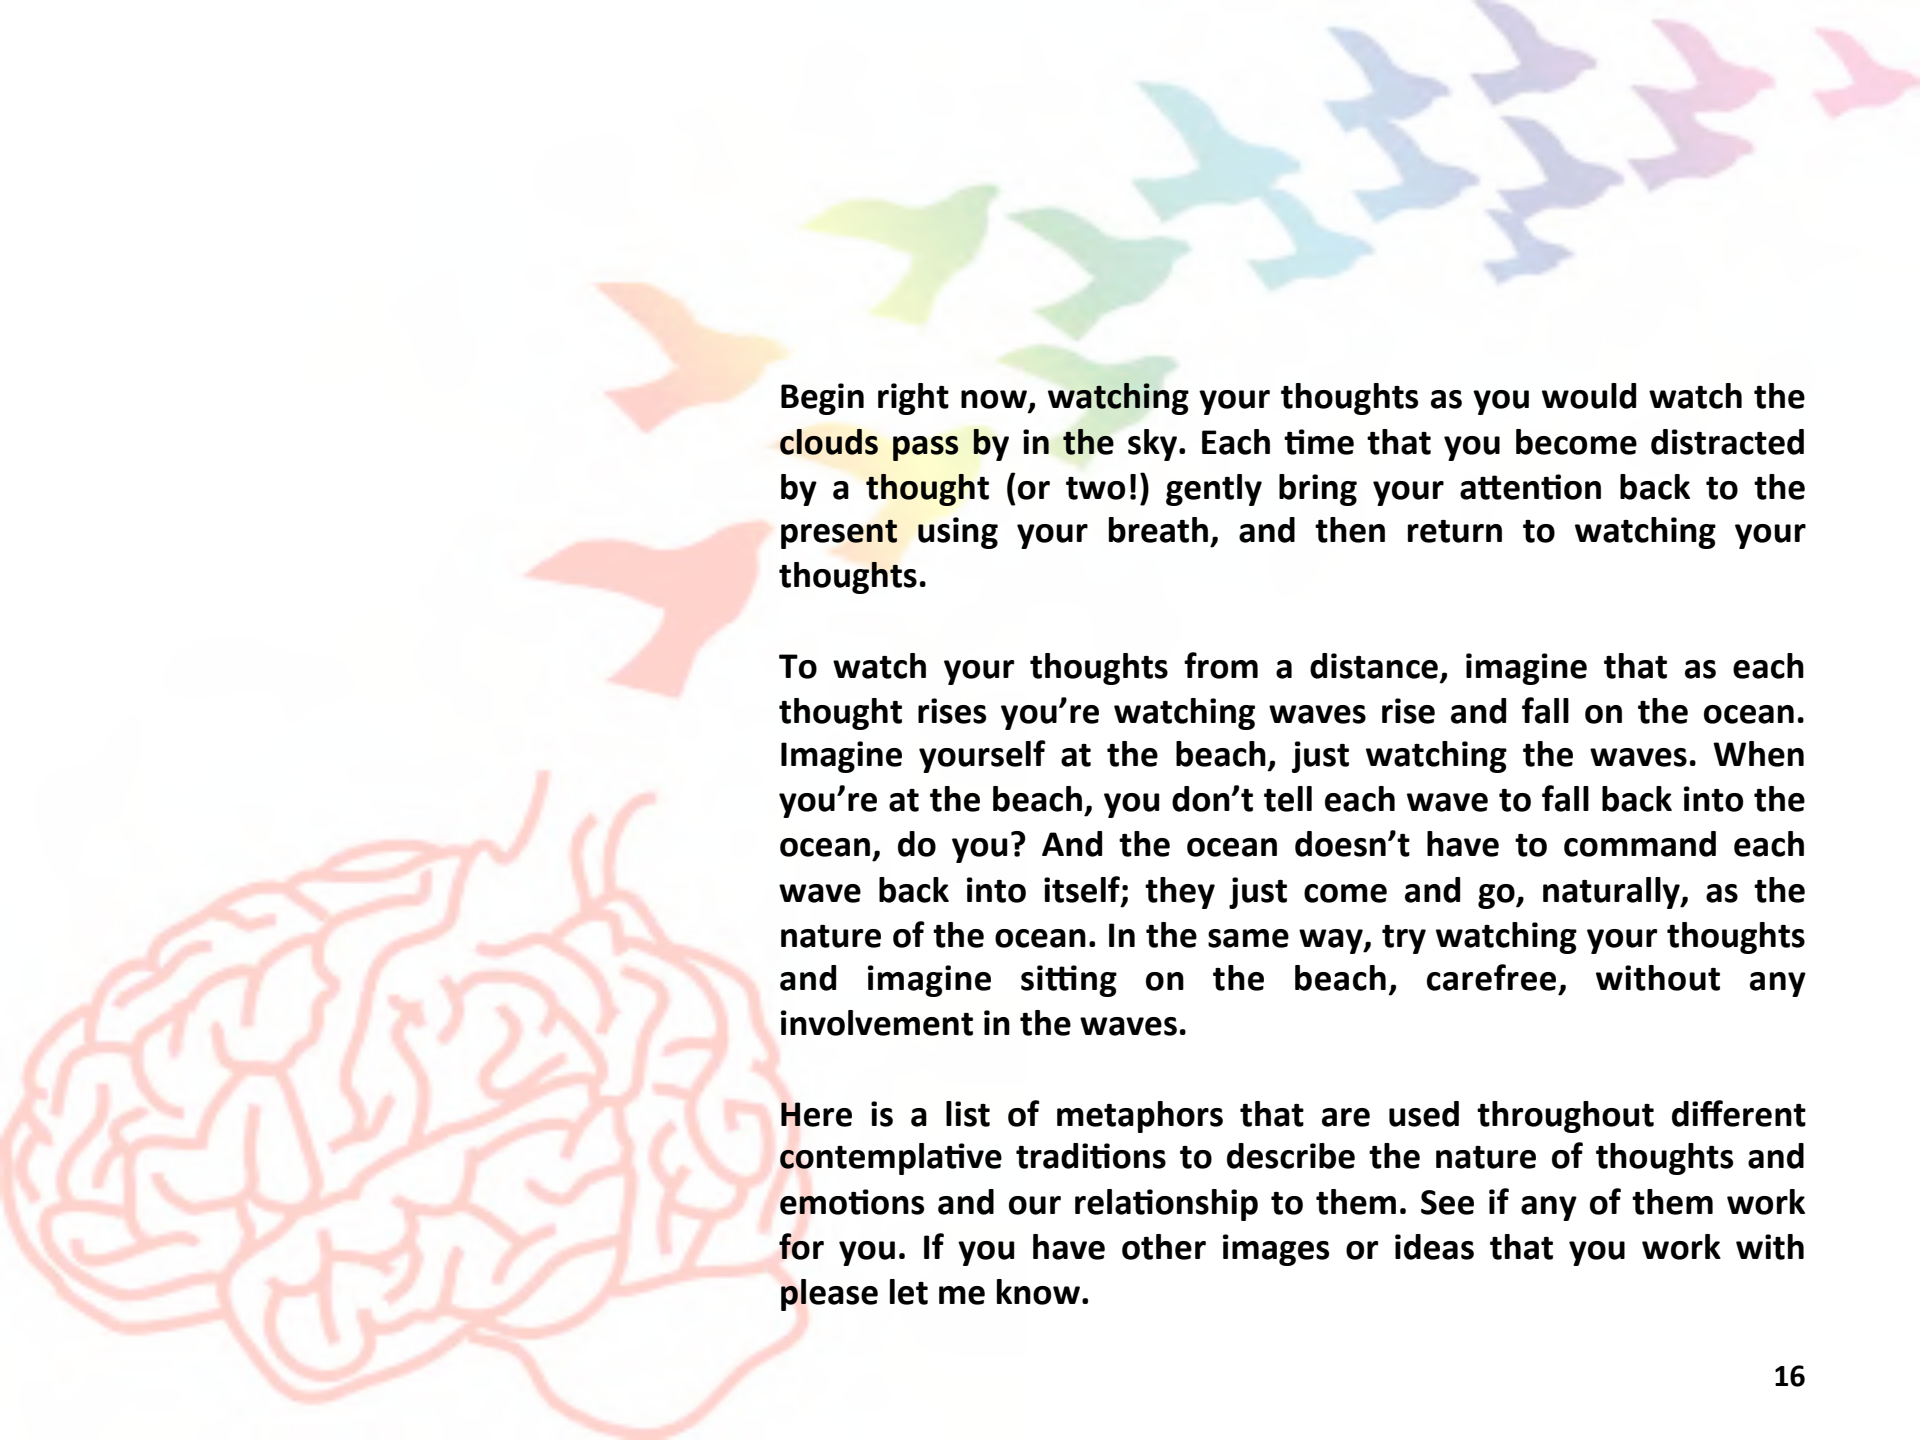 Begin right now, watching your thoughts as you would watch the
clouds pass by in the sky. Each time that you become distracted
by a thought (or two!) gently bring your attention back to the
present using your breath, and then return to watching your
thoughts.
To watch your thoughts from a distance, imagine that as each
thought rises you’re watching waves rise and fall on the ocean.
Imagine yourself at the beach, just watching the waves. When
you’re at the beach, you don’t tell each wave to fall back into the
ocean, do you? And the ocean doesn’t have to command each
wave back into itself; they just come and go, naturally, as the
nature of the ocean. In the same way, try watching your thoughts
and imagine sitting on the beach, carefree, without any
involvement in the waves.
Here is a list of metaphors that are used throughout different
contemplative traditions to describe the nature of thoughts and
emotions and our relationship to them. See if any of them work
for you. If you have other images or ideas that you work with
please let me know.
16